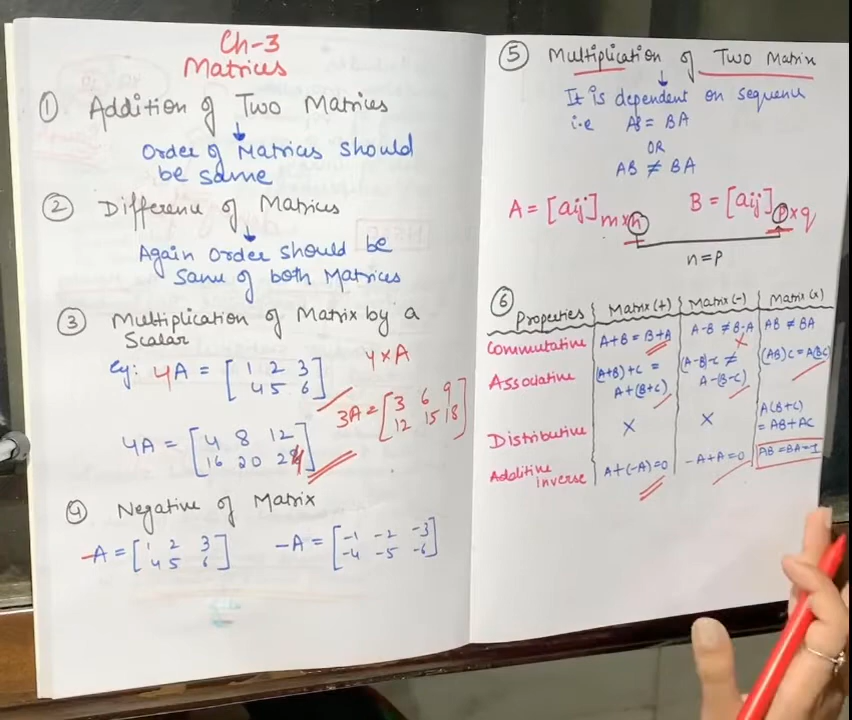 Ch-3
Matrices
① Addition of Two Matrices
↓
Order of Matrices should
be same
② Difference of Matrices
↓
Again order should be
same of both Matrices
③ Multiplication of Matrix by a
Scalar
eg: 4A = [1 2 3
4 5 6]
4×A
3A = [3 6 9
12 15 18]
4A = [4 8 12
16 20 24]
④ Negative of Matrix
-A = [1 2 3
4 5 6]
-A = [-1 -2 -3
-4 -5 -6]
⑤ Multiplication of Two Matrix
↓
It is dependent on sequence
i.e AB = BA
OR
AB ≠ BA
A = [aij] m×n B = [aij] p×q
n=p
⑥ Properties Matrix(+) Matrix(-) Matrix(x)
Commutative A+B = B+A A-B ≠ B-A AB ≠ BA
Associative (A+B)+C = A+(B+C) (A-B)-C ≠ A-(B-C) (AB)C = A(BC)
Distributive × × A(B+C) = AB+AC
Additive Inverse A+(-A)=0 -A+A=0 AB=BA=I